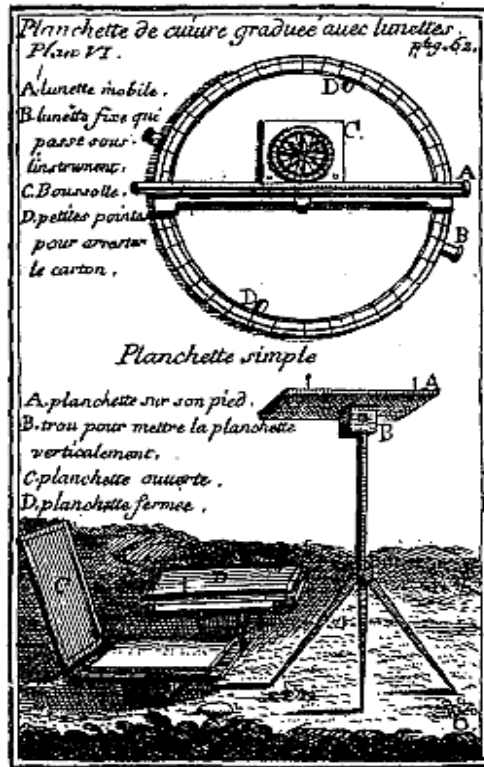 Planchette de cuivre graduée avec lunettes.
Plan VI.
pag. 62.
A. lunette mobile.
B. lunette fixe qui
passe sous
l'instrument.
C. Boussolle.
D. petites pointes
pour arrester
le carton.
D
C.
A
B
D
Planchette simple
A. planchette sur son pied.
B. trou pour mettre la planchette
verticalement.
C. planchette ouuerte.
D. planchette fermée.
A
B
C
D